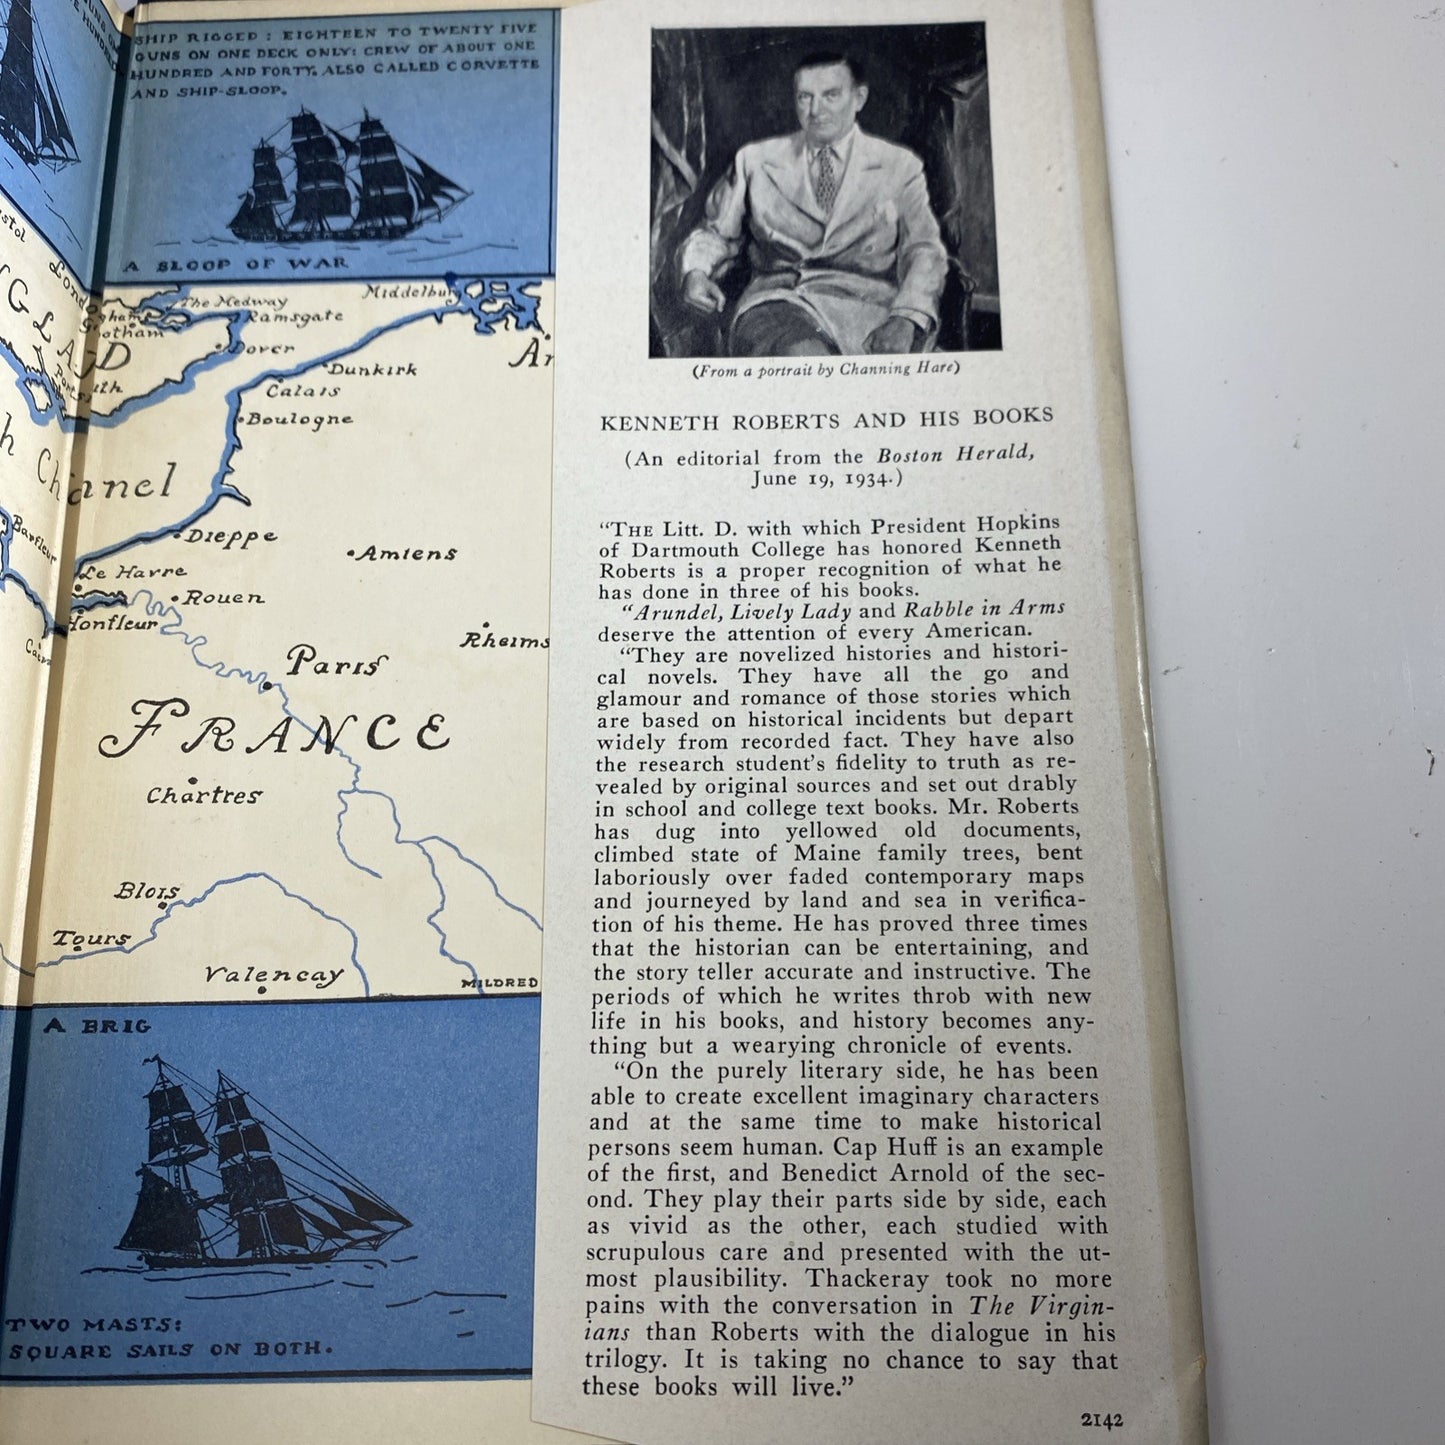 SHIP RIGGED: EIGHTEEN TO TWENTY FIVE
GUNS ON ONE DECK ONLY: CREW OF ABOUT ONE
HUNDRED AND FORTY. ALSO CALLED CORVETTE
AND SHIP-SLOOP.
A SLOOP OF WAR
The Medway
Middelburg
Ramsgate
Dover
Dunkirk
Calais
Boulogne
Channel
Barfleur
Dieppe
Amiens
Le Havre
Rouen
Honfleur
Rheims
Paris
FRANCE
Chartres
Blois
Tours
Valencay
MILDRED
A BRIG
TWO MASTS:
SQUARE SAILS ON BOTH.
(From a portrait by Channing Hare)
KENNETH ROBERTS AND HIS BOOKS
(An editorial from the Boston Herald,
June 19, 1934.)
“THE Litt. D. with which President Hopkins
of Dartmouth College has honored Kenneth
Roberts is a proper recognition of what he
has done in three of his books.
“Arundel, Lively Lady and Rabble in Arms
deserve the attention of every American.
“They are novelized histories and histori-
cal novels. They have all the go and
glamour and romance of those stories which
are based on historical incidents but depart
widely from recorded fact. They have also
the research student’s fidelity to truth as re-
vealed by original sources and set out drably
in school and college text books. Mr. Roberts
has dug into yellowed old documents,
climbed state of Maine family trees, bent
laboriously over faded contemporary maps
and journeyed by land and sea in verifica-
tion of his theme. He has proved three times
that the historian can be entertaining, and
the story teller accurate and instructive. The
periods of which he writes throb with new
life in his books, and history becomes any-
thing but a wearying chronicle of events.
“On the purely literary side, he has been
able to create excellent imaginary characters
and at the same time to make historical
persons seem human. Cap Huff is an example
of the first, and Benedict Arnold of the sec-
ond. They play their parts side by side, each
as vivid as the other, each studied with
scrupulous care and presented with the ut-
most plausibility. Thackeray took no more
pains with the conversation in The Virgin-
ians than Roberts with the dialogue in his
trilogy. It is taking no chance to say that
these books will live.”
2142